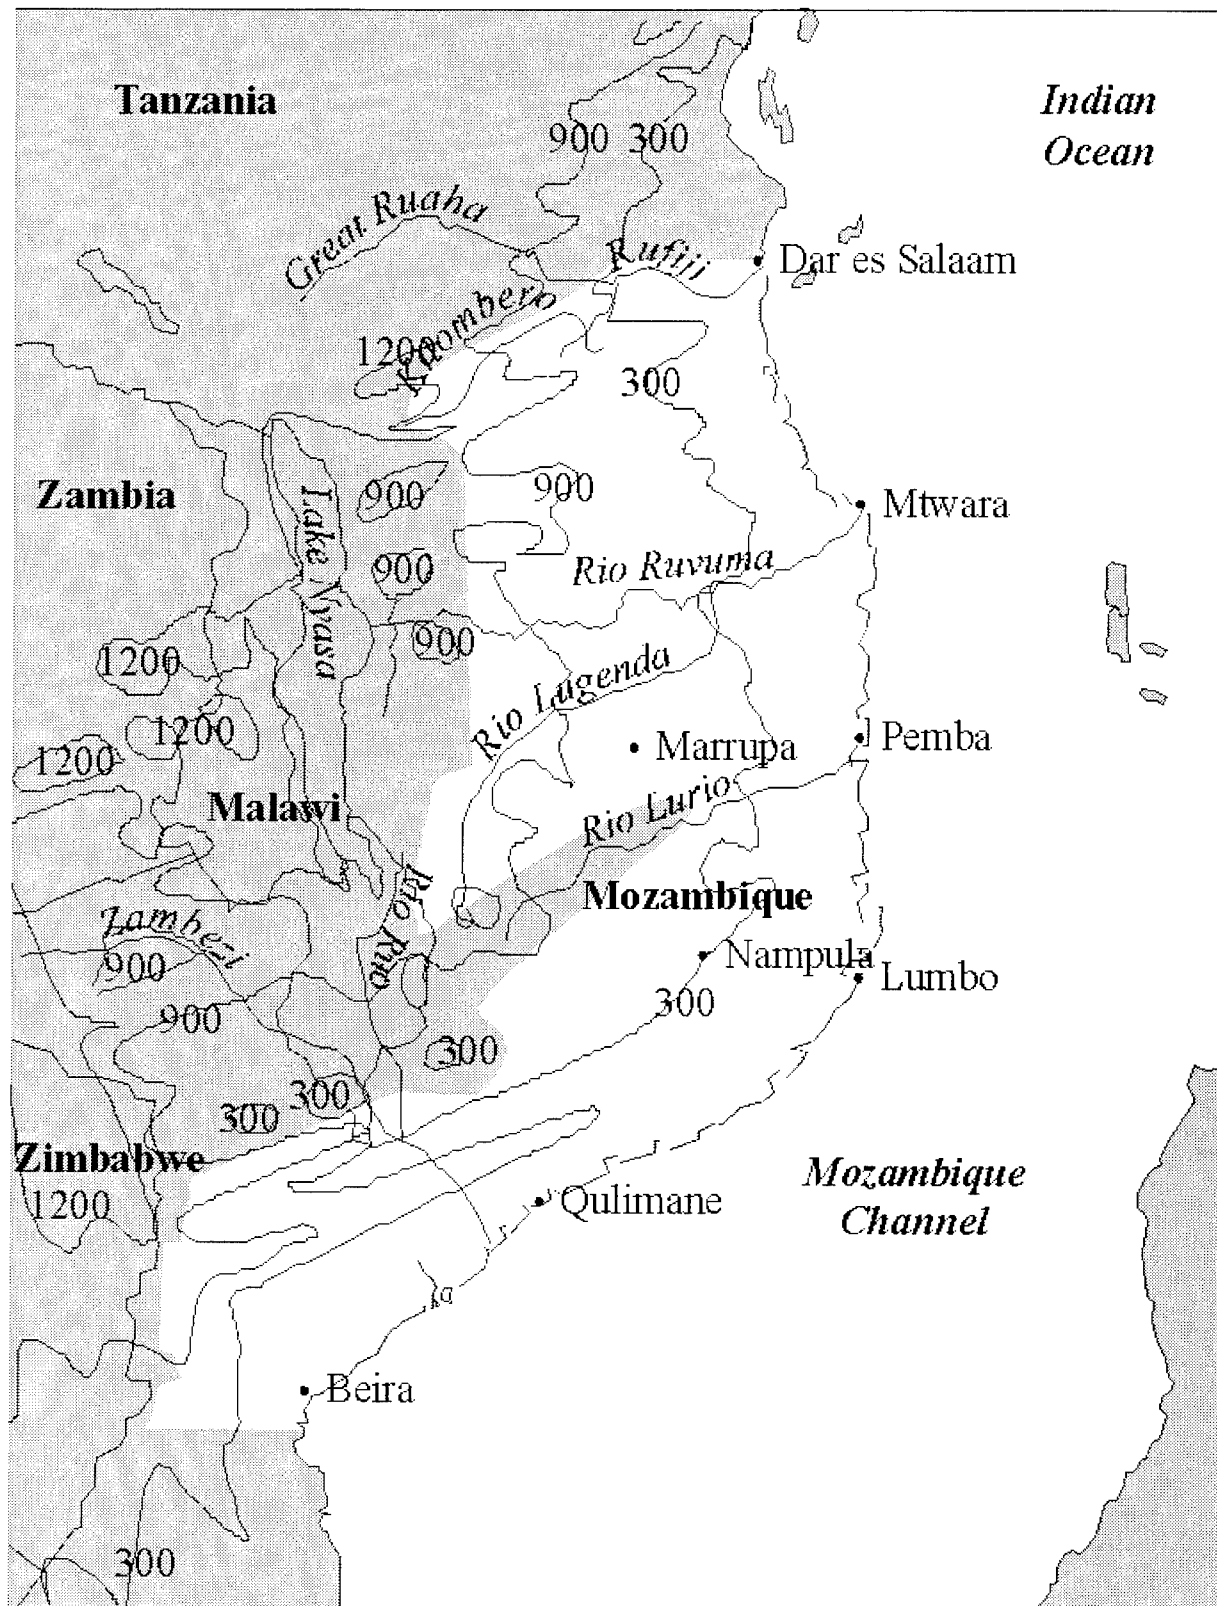 Tanzania
Indian
Ocean
900
300
Great Ruaha
Rufiji
Dar es Salaam
1200
300
Zambia
Lake Nyasa
900
900
Mtwara
900
Rio Ruvuma
900
1200
Rio Lugenda
1200
1200
Marrupa
Pemba
Malawi
Rio Lurio
Mozambique
Zambezi
Rio
900
Nampula
Lumbo
900
300
300
300
300
Zimbabwe
1200
Mozambique
Channel
Qulimane
Beira
300